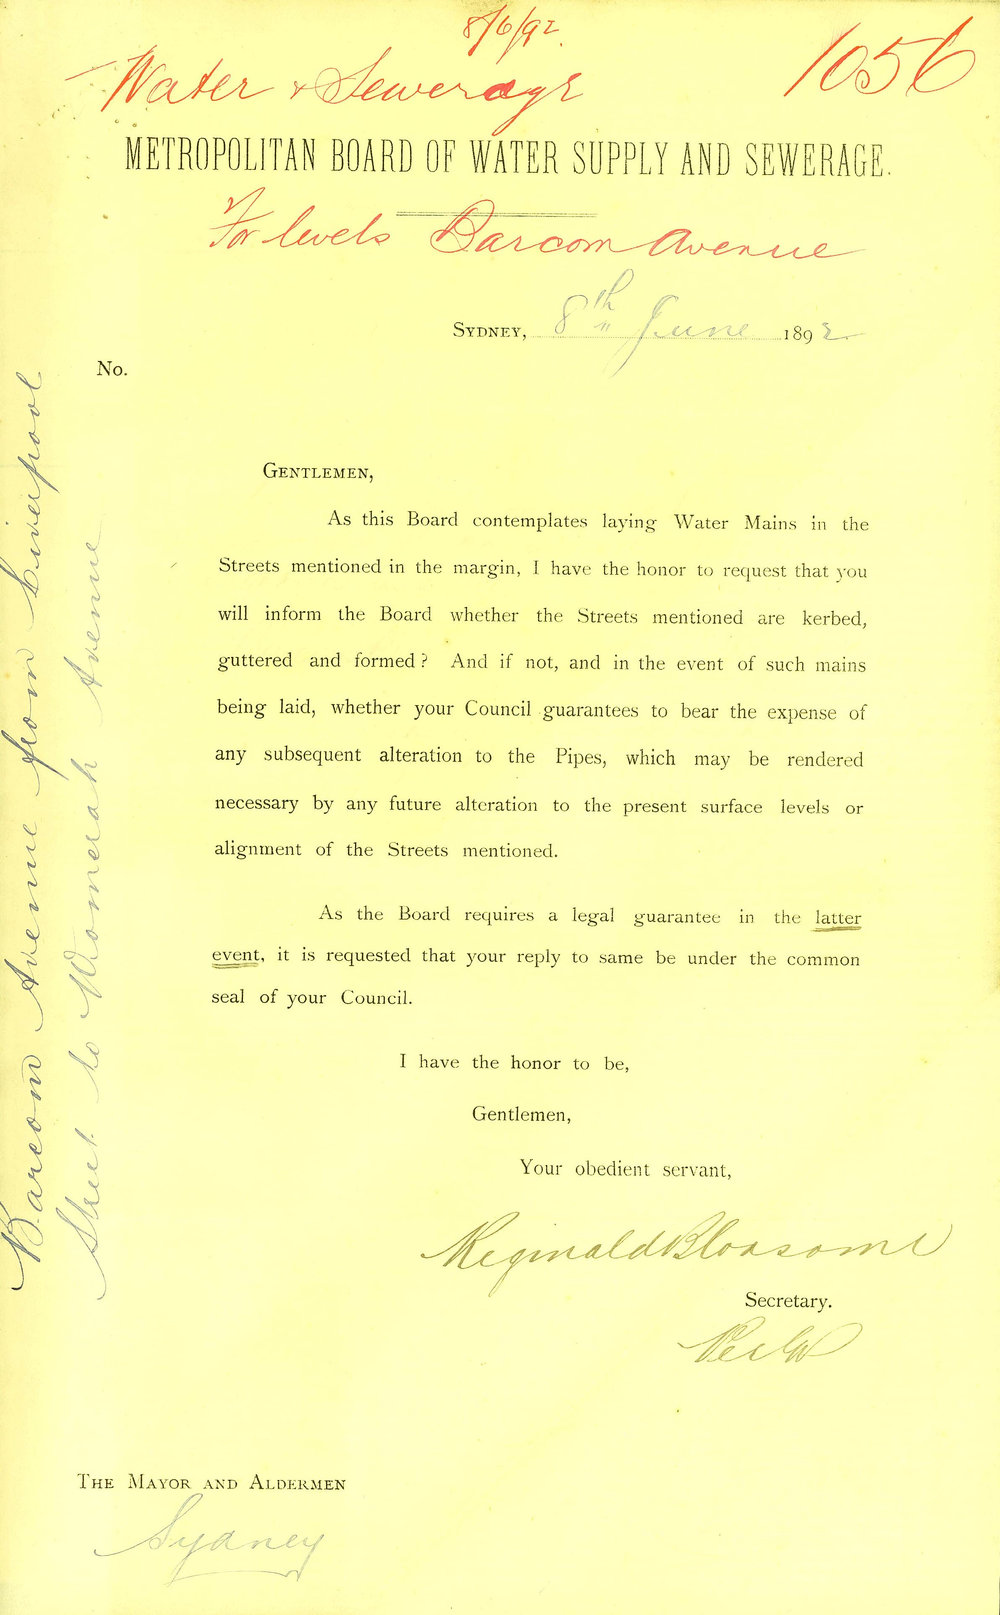 8/6/92.
Water & Sewerage
1056
METROPOLITAN BOARD OF WATER SUPPLY AND SEWERAGE.
For levels Barcom Avenue
SYDNEY, 8th June 1892
No.
Barcom Avenue from Liverpool
Street to Womerah Avenue
GENTLEMEN,
As this Board contemplates laying Water Mains in the
Streets mentioned in the margin, I have the honor to request that you
will inform the Board whether the Streets mentioned are kerbed,
guttered and formed? And if not, and in the event of such mains
being laid, whether your Council guarantees to bear the expense of
any subsequent alteration to the Pipes, which may be rendered
necessary by any future alteration to the present surface levels or
alignment of the Streets mentioned.
As the Board requires a legal guarantee in the latter
event, it is requested that your reply to same be under the common
seal of your Council.
I have the honor to be,
Gentlemen,
Your obedient servant,
Reginald Bloxsome
Secretary.
THE MAYOR AND ALDERMEN
Sydney